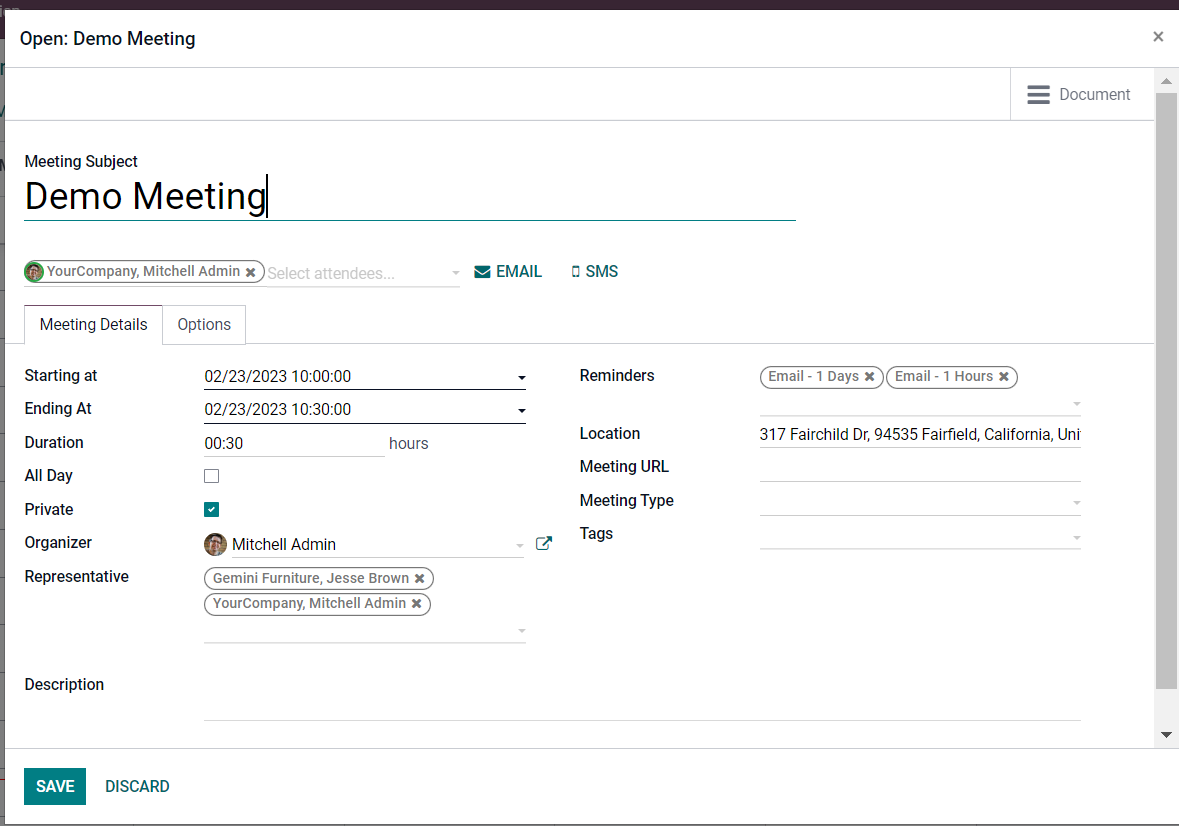 Open: Demo Meeting
Document
Meeting Subject
Demo Meeting
YourCompany, Mitchell Admin Select attendees... EMAIL SMS
Meeting Details Options
Starting at 02/23/2023 10:00:00
Ending At 02/23/2023 10:30:00
Duration 00:30 hours
All Day
Private
Organizer Mitchell Admin
Representative Gemini Furniture, Jesse Brown
YourCompany, Mitchell Admin
Reminders Email - 1 Days Email - 1 Hours
Location 317 Fairchild Dr, 94535 Fairfield, California, Uni
Meeting URL
Meeting Type
Tags
Description
SAVE DISCARD